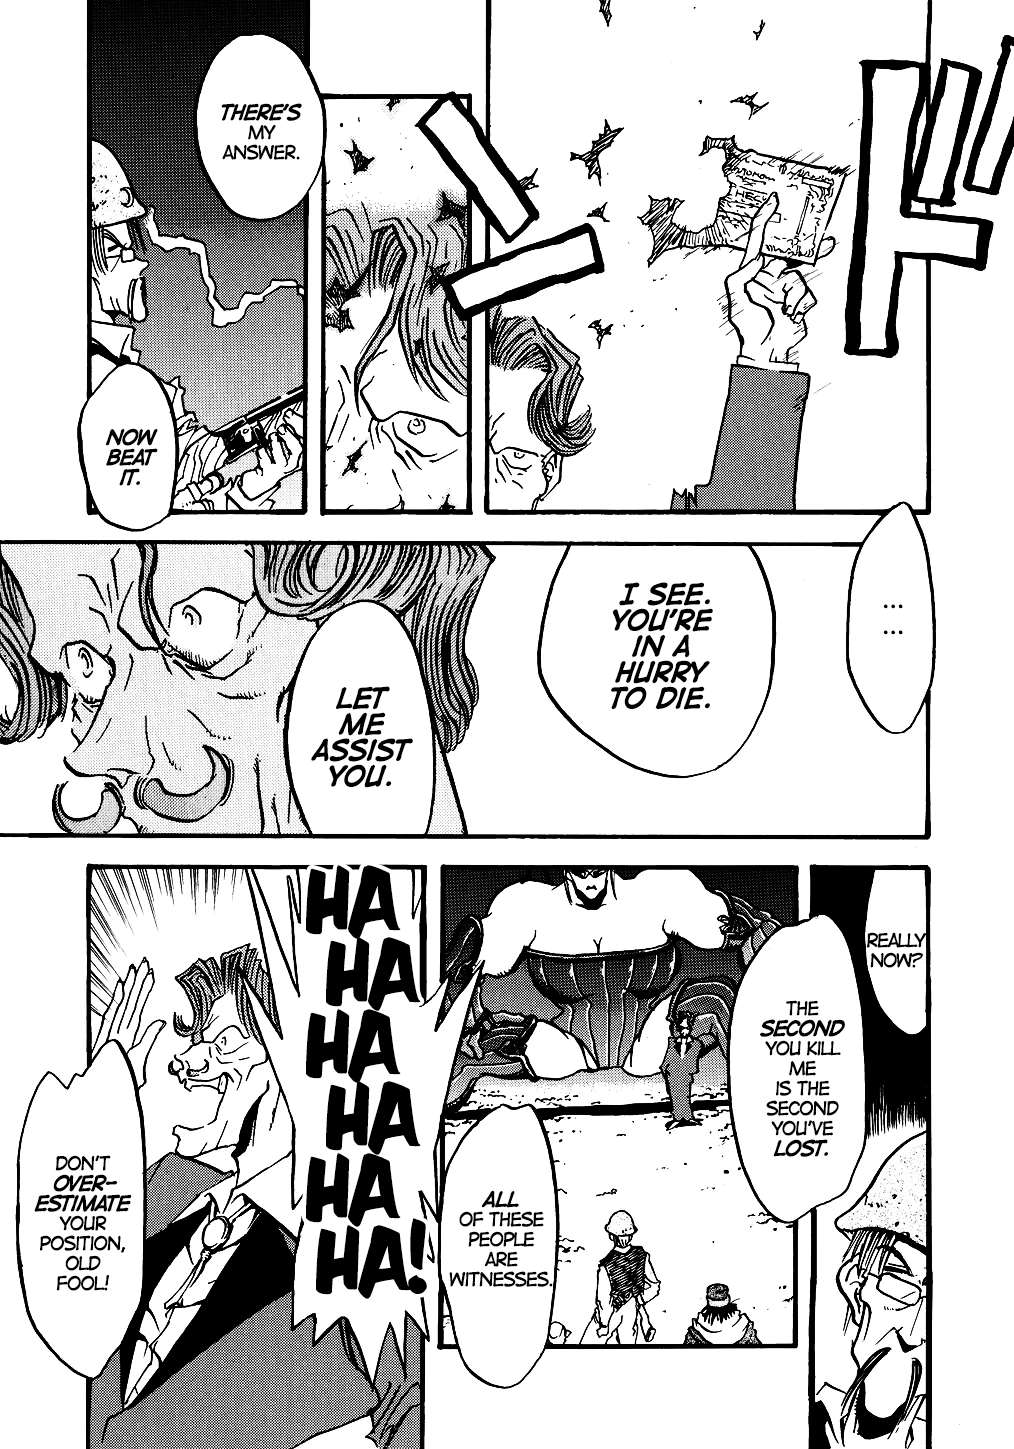 ド
THERE'S
MY
ANSWER.
NOW
BEAT
IT.
...
...
I SEE.
YOU'RE
IN A
HURRY
TO DIE.
LET
ME
ASSIST
YOU.
REALLY
NOW?
THE
SECOND
YOU KILL
ME
IS THE
SECOND
YOU'VE
LOST.
ALL
OF THESE
PEOPLE
ARE
WITNESSES.
HA
HA
HA
HA
HA
HA!
DON'T
OVER-
ESTIMATE
YOUR
POSITION,
OLD
FOOL!